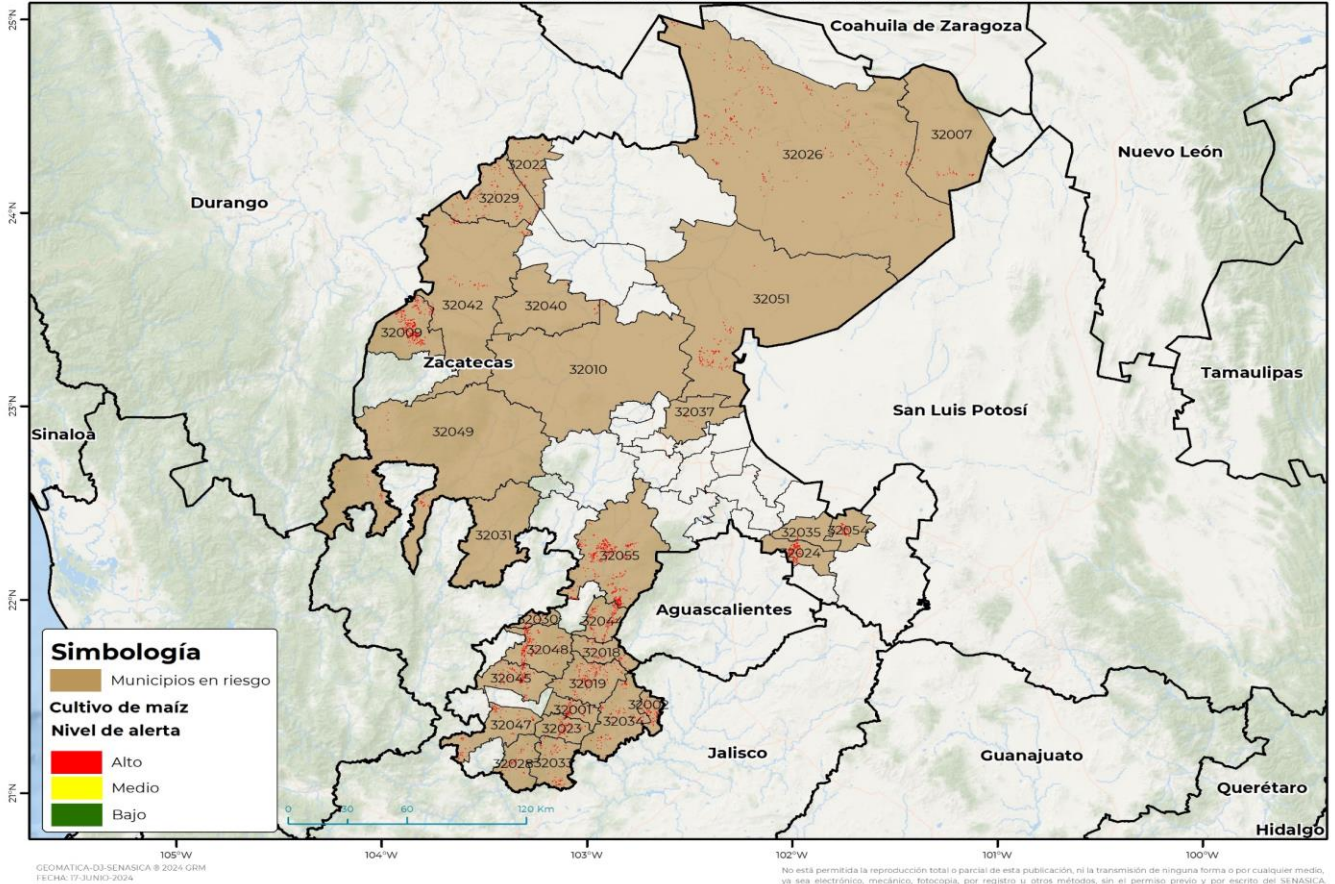 25°N
Coahuila de Zaragoza
32007
32026
Nuevo León
32022
32029
Durango
24°N
32051
32042
32040
32009
Zacatecas
32010
Tamaulipas
San Luis Potosí
23°N
32037
32049
Sinaloa
32031
32035
32054
32055
22°N
Aguascalientes
32030
32048
32018
32045
32019
32001
32002
32047
32034
32023
32028
32033
Jalisco
Guanajuato
21°N
Querétaro
Hidalgo
Simbología
Municipios en riesgo
Cultivo de maíz
Nivel de alerta
Alto
Medio
Bajo
0 30 60 120 Km
105°W 104°W 103°W 102°W 101°W 100°W
GEOMATICA-DJ-SENASICA ® 2024 GRM
FECHA: 17-JUNIO-2024
No está permitida la reproducción total o parcial de esta publicación, ni la transmisión de ninguna forma o por cualquier medio,
ya sea electrónico, mecánico, fotocopia, por registro u otros métodos, sin el permiso previo y por escrito del SENASICA.